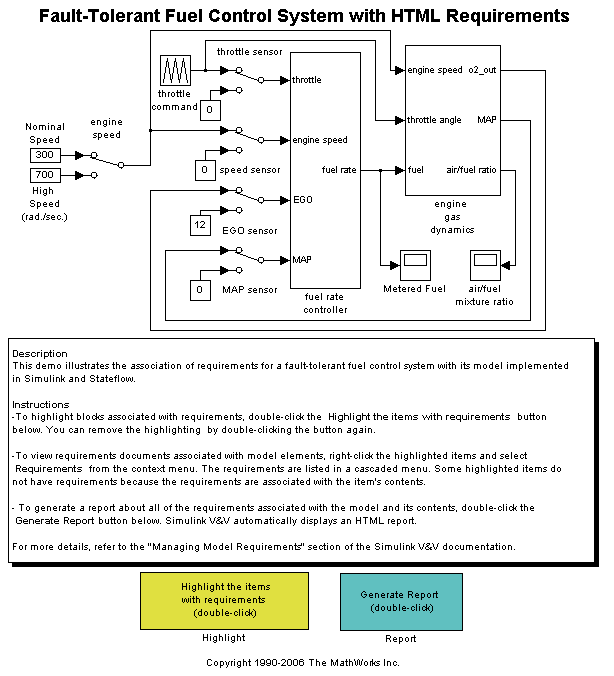 Fault-Tolerant Fuel Control System with HTML Requirements
throttle sensor
throttle
command
0
throttle
engine speed
o2_out
throttle angle
MAP
fuel
air/fuel ratio
engine
gas
dynamics
Nominal
Speed
300
700
High
Speed
(rad./sec.)
engine
speed
0
speed sensor
engine speed
fuel rate
12
EGO sensor
EGO
0
MAP sensor
MAP
fuel rate
controller
Metered Fuel
air/fuel
mixture ratio
Description
This demo illustrates the association of requirements for a fault-tolerant fuel control system with its model implemented
in Simulink and Stateflow.
Instructions
-To highlight blocks associated with requirements, double-click the Highlight the items with requirements button
below. You can remove the highlighting by double-clicking the button again.
-To view requirements documents associated with model elements, right-click the highlighted items and select
Requirements from the context menu. The requirements are listed in a cascaded menu. Some highlighted items do
not have requirements because the requirements are associated with the item's contents.
- To generate a report about all of the requirements associated with the model and its contents, double-click the
Generate Report button below. Simulink V&V automatically displays an HTML report.
For more details, refer to the "Managing Model Requirements" section of the Simulink V&V documentation.
Highlight the items
with requirements
(double-click)
Highlight
Generate Report
(double-click)
Report
Copyright 1990-2006 The MathWorks Inc.